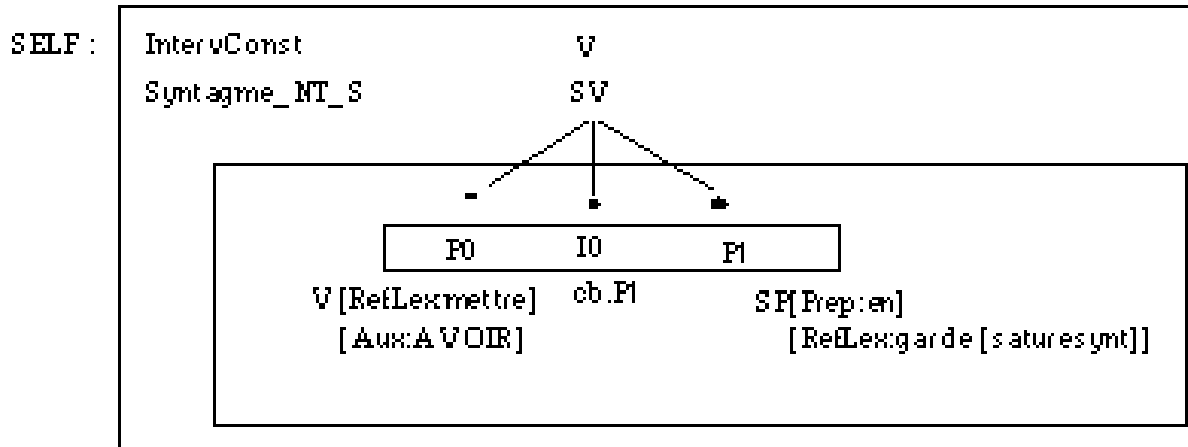 SELF : IntervConst V
Syntagme_NT_S SV
P0 I0 P1
V [RefLex:mettre] cb.P1 SP[Prep:en]
[Aux:AVOIR] [RefLex:garde [saturesynt]]